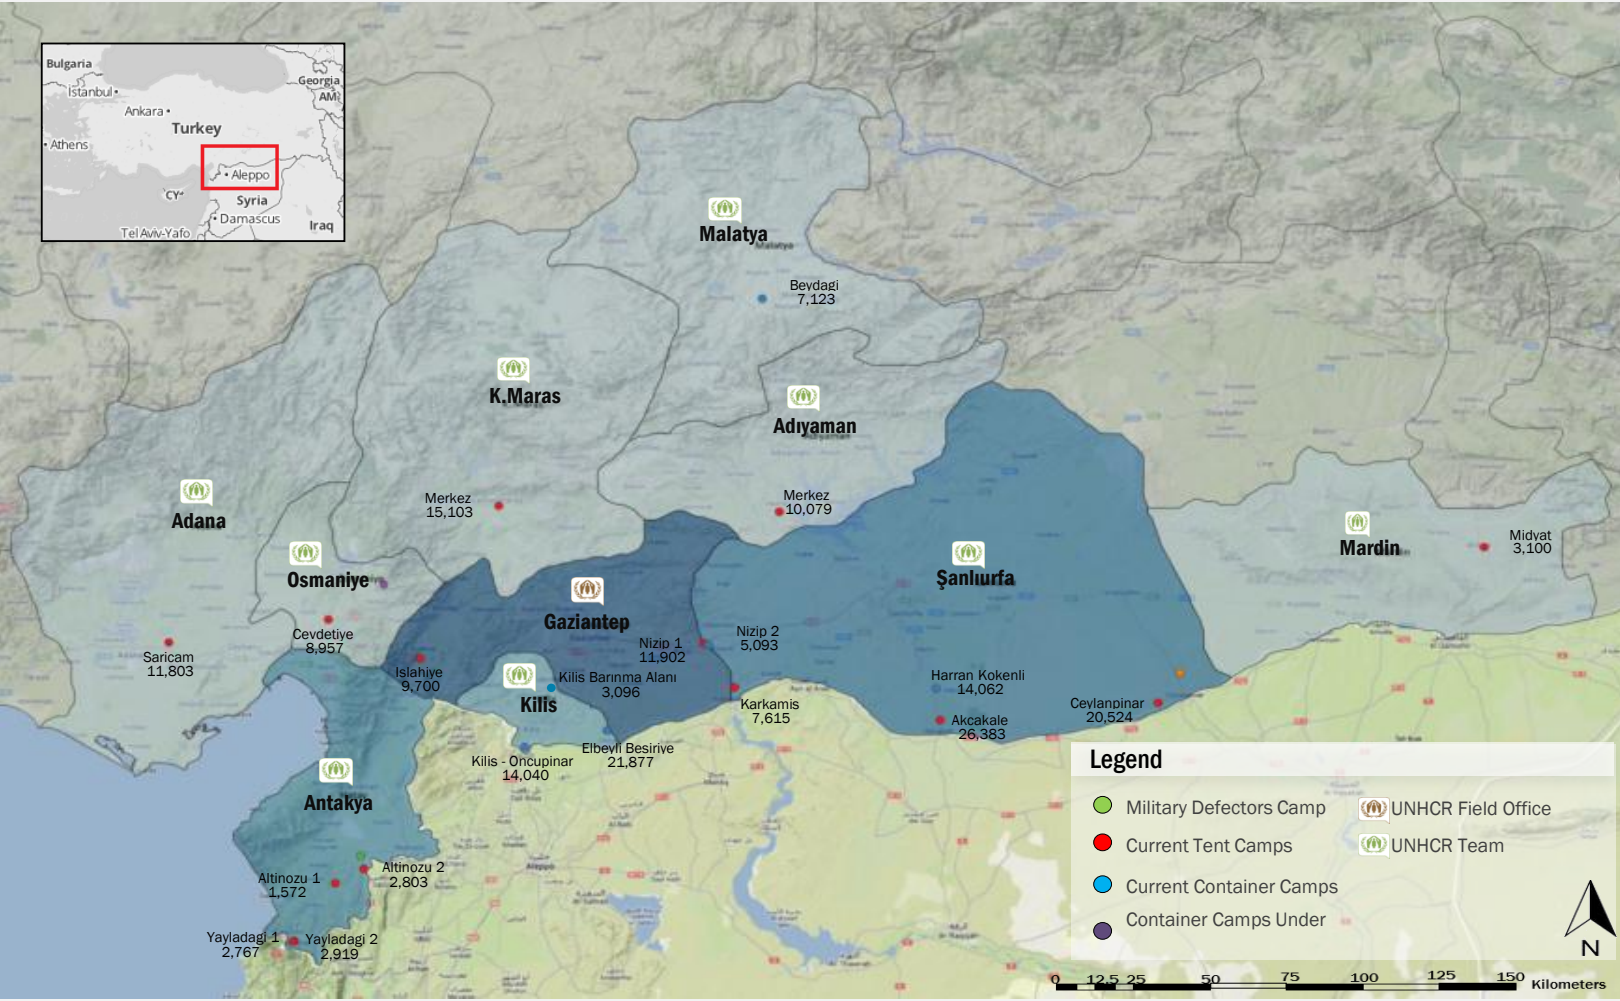 Bulgaria
Istanbul
Georgia
AM
Ankara
Turkey
Athens
Aleppo
CY
Syria
Damascus
Tel Aviv-Yafo
Iraq
Malatya
Malatya
Beydagi
7,123
K.Maras
Adıyaman
Merkez
15,103
Merkez
10,079
Adana
Osmaniye
Saricam
11,803
Cevdetiye
8,957
Gaziantep
Islahiye
9,700
Nizip 1
11,902
Nizip 2
5,093
Kilis Barınma Alanı
3,096
Kilis
Karkamis
7,615
Kilis - Oncupinar
14,040
Elbeyli Besiriye
21,877
Şanlıurfa
Harran Kokenli
14,062
Akcakale
26,383
Ceylanpinar
20,524
Mardin
Midyat
3,100
Antakya
Altinozu 1
1,572
Altinozu 2
2,803
Yayladagi 1
2,767
Yayladagi 2
2,919
Aleppo
Legend
Military Defectors Camp
UNHCR Field Office
Current Tent Camps
UNHCR Team
Current Container Camps
Container Camps Under
N
0 12,5 25 50 75 100 125 150 Kilometers